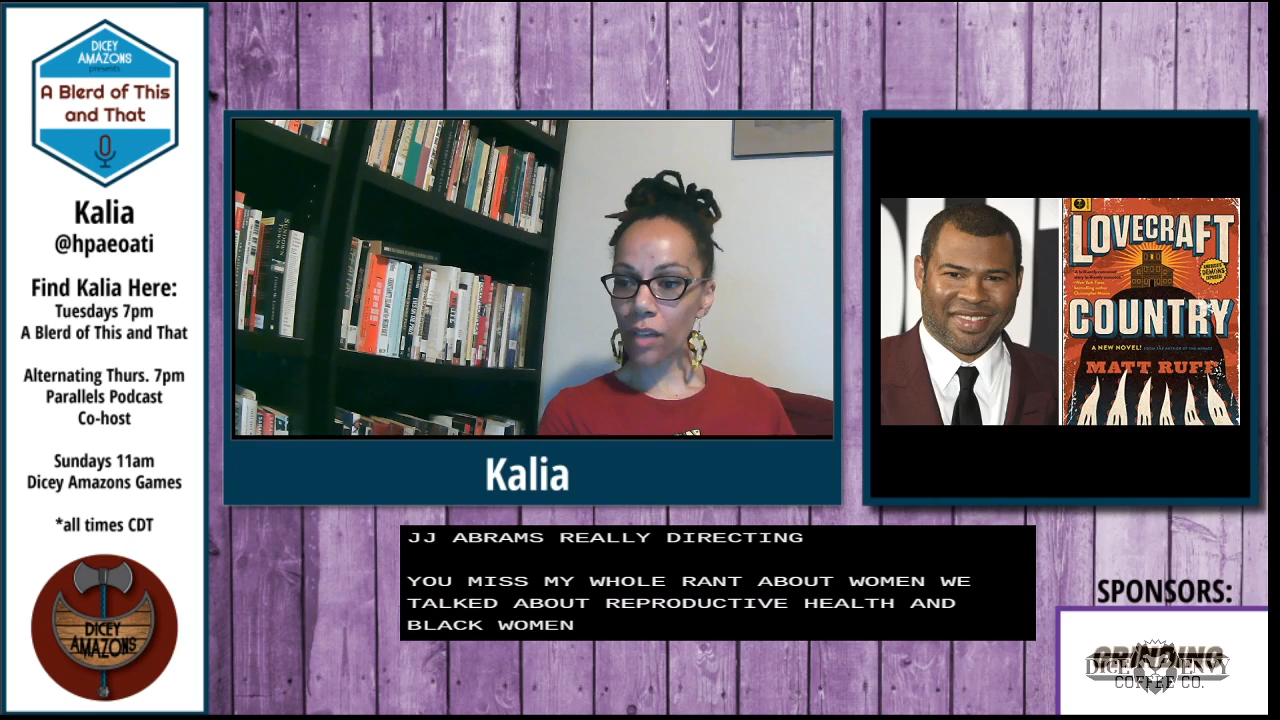 DICEY
AMAZONS
presents
A Blerd of This
and That
Kalia
@hpaeoati
Find Kalia Here:
Tuesdays 7pm
A Blerd of This and That
Alternating Thurs. 7pm
Parallels Podcast
Co-host
Sundays 11am
Dicey Amazons Games
*all times CDT
DICEY
AMAZONS
Kalia
LOVECRAFT
COUNTRY
A NEW NOVEL!
MATT RUFF
JJ ABRAMS REALLY DIRECTING
YOU MISS MY WHOLE RANT ABOUT WOMEN WE
TALKED ABOUT REPRODUCTIVE HEALTH AND
BLACK WOMEN
SPONSORS:
GRINDING
DICE ENVY
COFFEE CO.